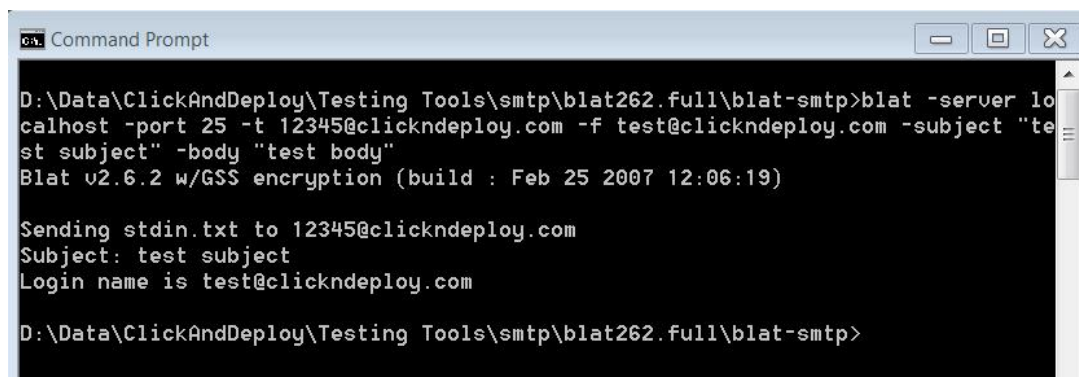 Command Prompt
D:\Data\ClickAndDeploy\Testing Tools\smtp\blat262.full\blat-smtp>blat -server lo
calhost -port 25 -t 12345@clickndeploy.com -f test@clickndeploy.com -subject "te
st subject" -body "test body"
Blat v2.6.2 w/GSS encryption (build : Feb 25 2007 12:06:19)
Sending stdin.txt to 12345@clickndeploy.com
Subject: test subject
Login name is test@clickndeploy.com
D:\Data\ClickAndDeploy\Testing Tools\smtp\blat262.full\blat-smtp>